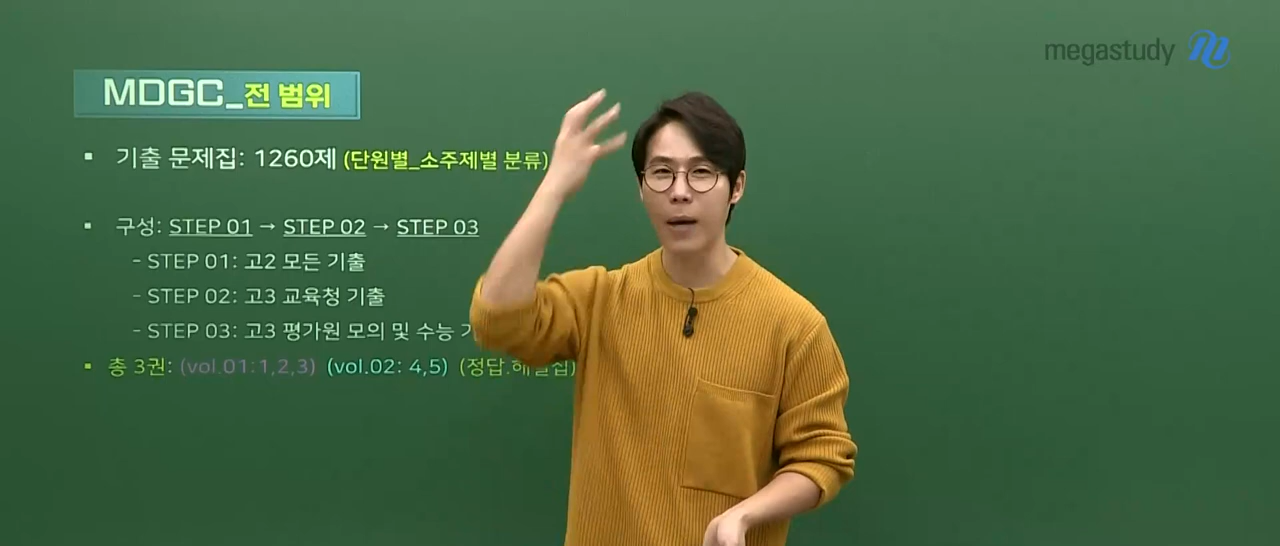 megastudy
MDGC_전 범위
▪ 기출 문제집: 1260제 (단원별_소주제별 분류)
▪ 구성: STEP 01 → STEP 02 → STEP 03
- STEP 01: 고2 모든 기출
- STEP 02: 고3 교육청 기출
- STEP 03: 고3 평가원 모의 및 수능
▪ 총 3권: (vol.01:1,2,3) (vol.02: 4,5) (정답.해설집)